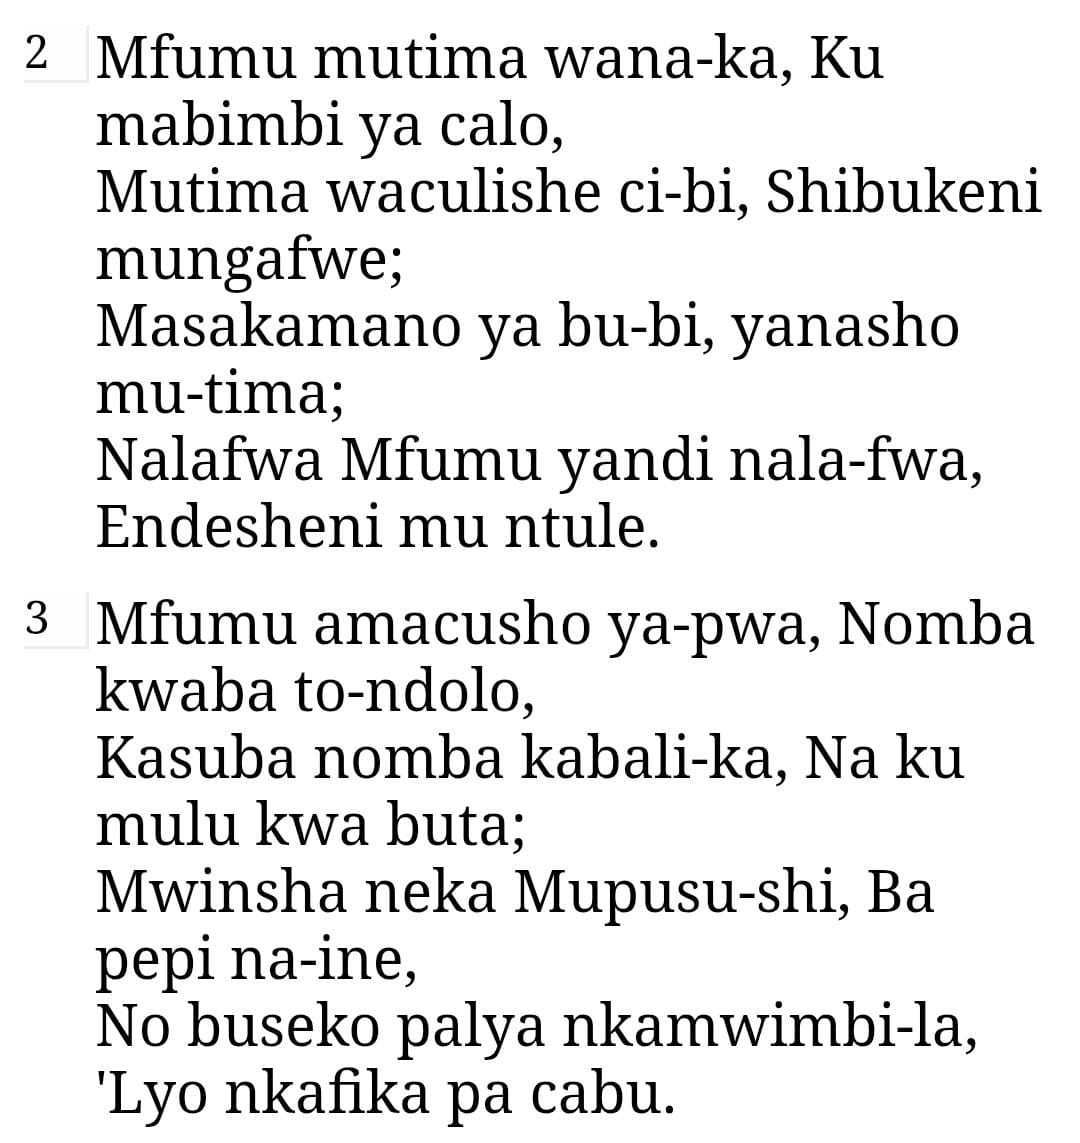 2 Mfumu mutima wana-ka, Ku
mabimbi ya calo,
Mutima waculishe ci-bi, Shibukeni
mungafwe;
Masakamano ya bu-bi, yanasho
mu-tima;
Nalafwa Mfumu yandi nala-fwa,
Endesheni mu ntule.
3 Mfumu amacusho ya-pwa, Nomba
kwaba to-ndolo,
Kasuba nomba kabali-ka, Na ku
mulu kwa buta;
Mwinsha neka Mupusu-shi, Ba
pepi na-ine,
No buseko palya nkamwimbi-la,
'Lyo nkafika pa cabu.